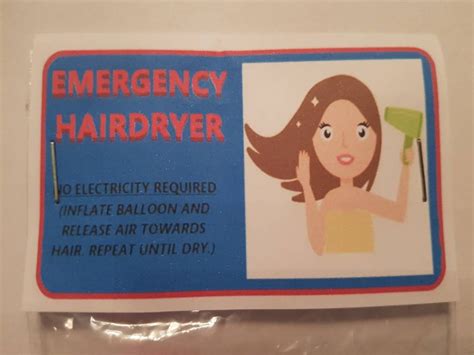 EMERGENCY
HAIRDRYER
NO ELECTRICITY REQUIRED
(INFLATE BALLOON AND
RELEASE AIR TOWARDS
HAIR. REPEAT UNTIL DRY.)